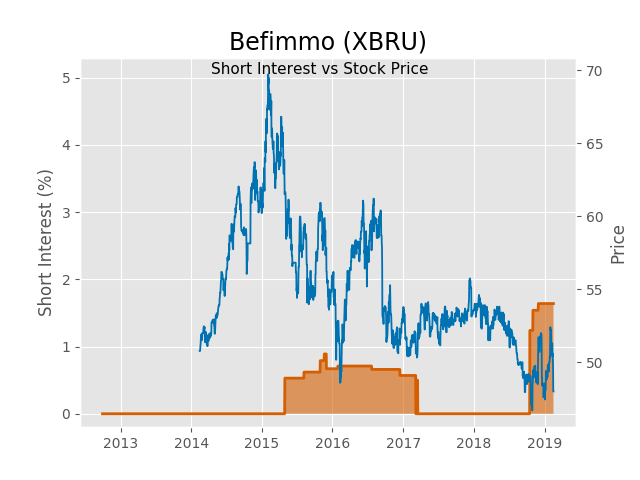 Befimmo (XBRU)
Short Interest vs Stock Price
Short Interest (%)
5
4
3
2
1
0
70
65
60
55
50
Price
2013 2014 2015 2016 2017 2018 2019